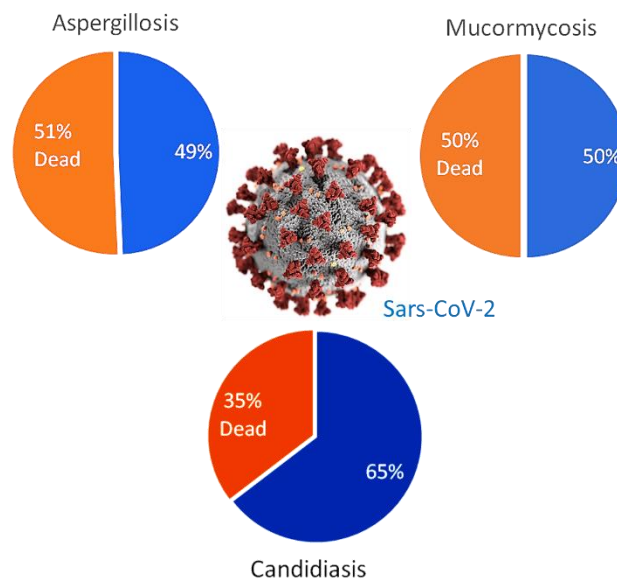 Aspergillosis
Mucormycosis
51%
Dead
49%
50%
Dead
50%
Sars-CoV-2
35%
Dead
65%
Candidiasis